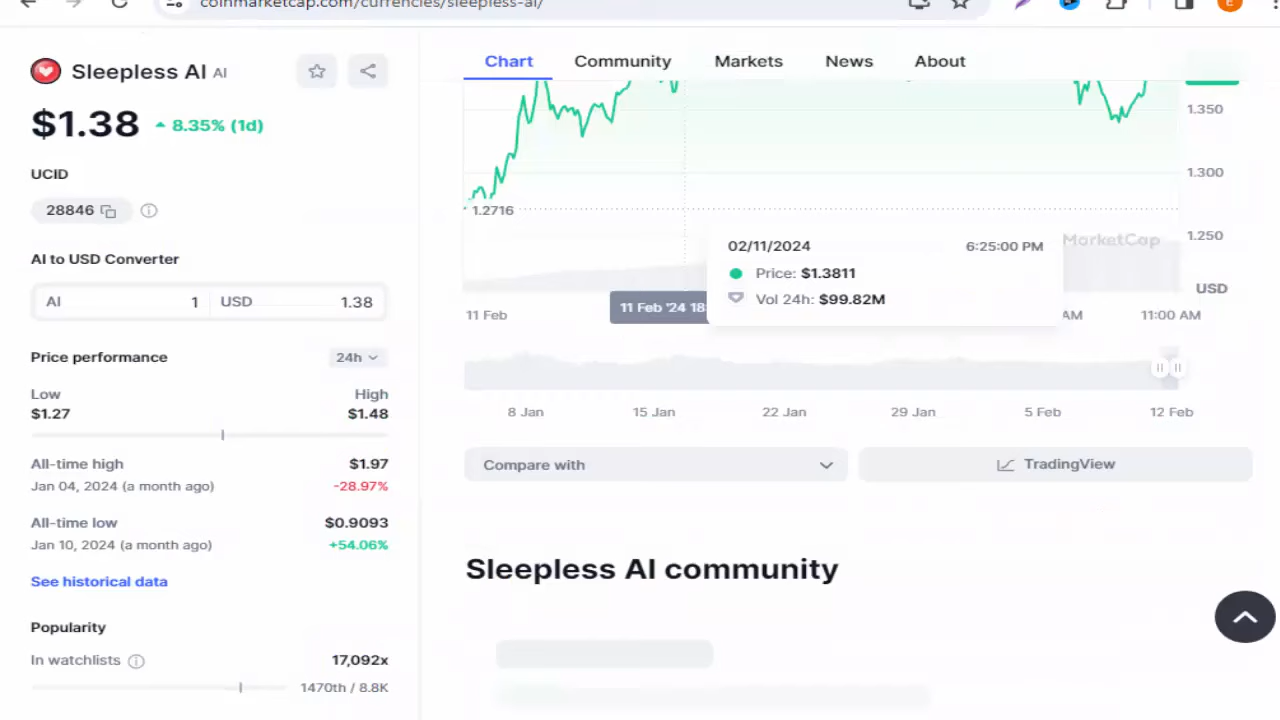 coinmarketcap.com/currencies/sleepless-ai/
E
Sleepless AI AI
$1.38 8.35% (1d)
UCID
28846
AI to USD Converter
AI 1 USD 1.38
Price performance 24h
Low High
$1.27 $1.48
All-time high $1.97
Jan 04, 2024 (a month ago) -28.97%
All-time low $0.9093
Jan 10, 2024 (a month ago) +54.06%
See historical data
Popularity
In watchlists 17,092x
1470th / 8.8K
Chart Community Markets News About
1.350
1.300
1.2716
1.250
MarketCap
02/11/2024 6:25:00 PM
Price: $1.3811
Vol 24h: $99.82M
USD
11 Feb '24 18:
11 Feb AM 11:00 AM
8 Jan 15 Jan 22 Jan 29 Jan 5 Feb 12 Feb
Compare with TradingView
Sleepless AI community